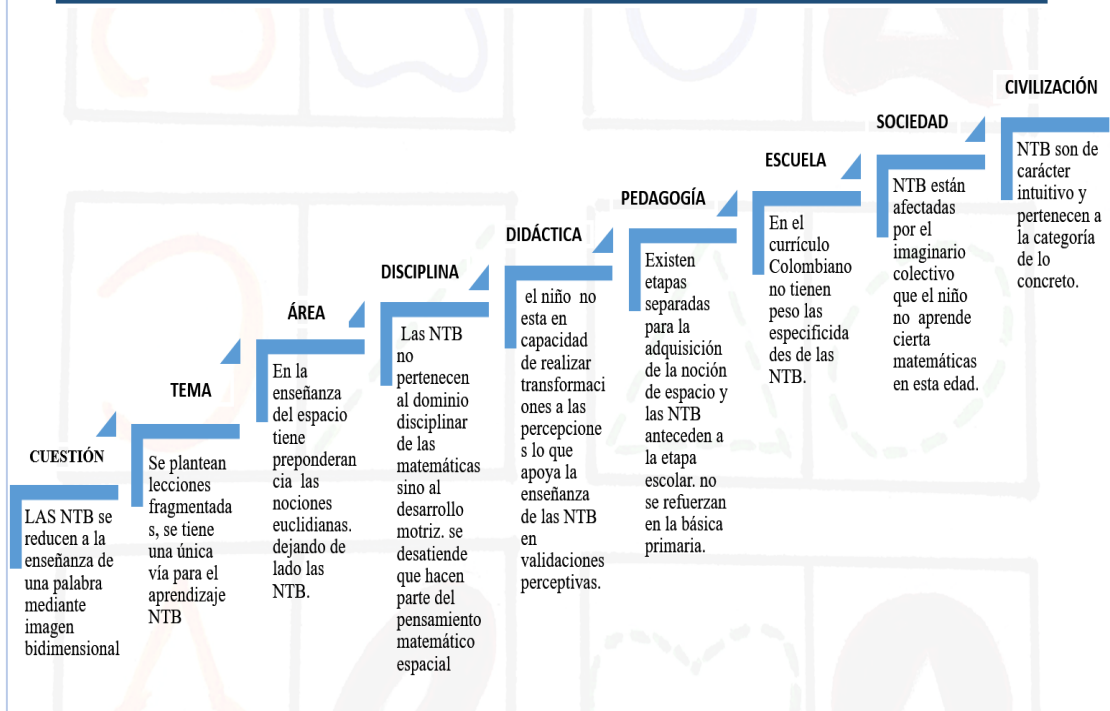 CUESTIÓN
LAS NTB se
reducen a la
enseñanza de
una palabra
mediante
imagen
bidimensional
TEMA
Se plantean
lecciones
fragmentada
s, se tiene
una única
vía para el
aprendizaje
NTB
ÁREA
En la
enseñanza
del espacio
tiene
preponderan
cia las
nociones
euclidianas.
dejando de
lado las
NTB.
DISCIPLINA
Las NTB
no
pertenecen
al dominio
disciplinar
de las
matemáticas
sino al
desarrollo
motriz. se
desatiende
que hacen
parte del
pensamiento
matemático
espacial
DIDÁCTICA
el niño no
esta en
capacidad
de realizar
transformaci
ones a las
percepcione
s lo que
apoya la
enseñanza
de las NTB
en
validaciones
perceptivas.
PEDAGOGÍA
Existen
etapas
separadas
para la
adquisición
de la noción
de espacio y
las NTB
anteceden a
la etapa
escolar. no
se refuerzan
en la básica
primaria.
ESCUELA
En el
currículo
Colombiano
no tienen
peso las
especificida
des de las
NTB.
SOCIEDAD
NTB están
afectadas
por el
imaginario
colectivo
que el niño
no aprende
cierta
matemáticas
en esta edad.
CIVILIZACIÓN
NTB son de
carácter
intuitivo y
pertenecen a
la categoría
de lo
concreto.